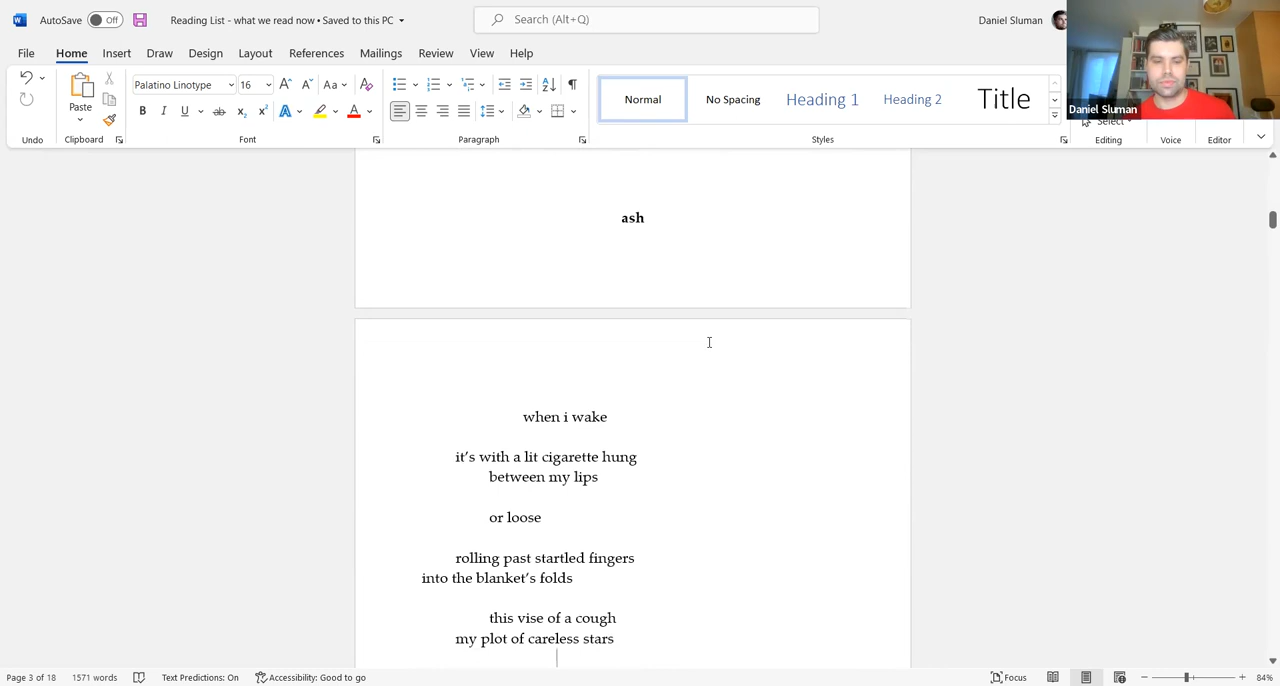 AutoSave Off Reading List - what we read now • Saved to this PC Search (Alt+Q) Daniel Sluman
File Home Insert Draw Design Layout References Mailings Review View Help
Palatino Linotype 16 Aa
Paste
Normal No Spacing Heading 1 Heading 2 Title
Daniel Sluman
Select
Undo Clipboard Font Paragraph Styles Editing Voice Editor
ash
when i wake
it's with a lit cigarette hung
between my lips
or loose
rolling past startled fingers
into the blanket's folds
this vise of a cough
my plot of careless stars
Page 3 of 18 1571 words Text Predictions: On Accessibility: Good to go Focus 84%